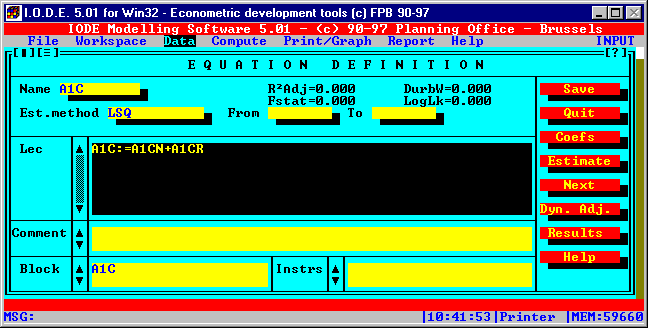 I.O.D.E. 5.01 for Win32 - Econometric development tools (c) FPB 90-97
IODE Modelling Software 5.01 - (c) 90-97 Planning Office - Brussels
File Workspace Data Compute Print/Graph Report Help INPUT
EQUATION DEFINITION [?]
Name A1C R²Adj=0.000 DurbW=0.000
Fstat=0.000 LogLk=0.000
Est.method LSQ From To
Save
Quit
Coefs
Estimate
Next
Dyn. Adj.
Results
Help
Lec A1C:=A1CN+A1CR
Comment
Block A1C Instrs
MSG: |10:41:53|Printer |MEM:59660